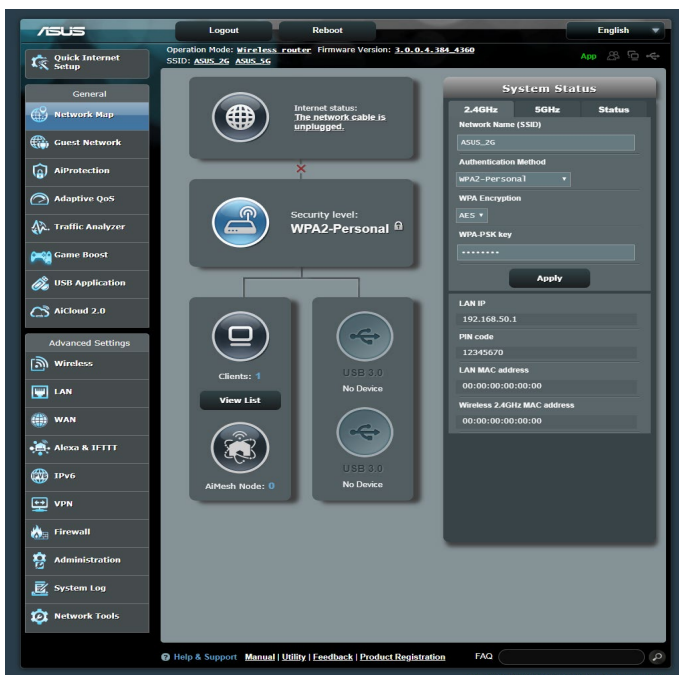 ASUS
Logout
Reboot
English
Operation Mode: Wireless router Firmware Version: 3.0.0.4.384_4360
SSID: ASUS_2G ASUS_5G
App
Quick Internet
Setup
General
Network Map
Guest Network
AiProtection
Adaptive QoS
Traffic Analyzer
Game Boost
USB Application
AiCloud 2.0
Advanced Settings
Wireless
LAN
WAN
Alexa & IFTTT
IPv6
VPN
Firewall
Administration
System Log
Network Tools
Internet status:
The network cable is
unplugged.
Security level:
WPA2-Personal
Clients: 1
View List
AiMesh Node: 0
USB 3.0
No Device
USB 3.0
No Device
System Status
2.4GHz 5GHz Status
Network Name (SSID)
ASUS_2G
Authentication Method
WPA2-Personal
WPA Encryption
AES
WPA-PSK key
········
Apply
LAN IP
192.168.50.1
PIN code
12345670
LAN MAC address
00:00:00:00:00:00
Wireless 2.4GHz MAC address
00:00:00:00:00:00
Help & Support Manual | Utility | Feedback | Product Registration
FAQ